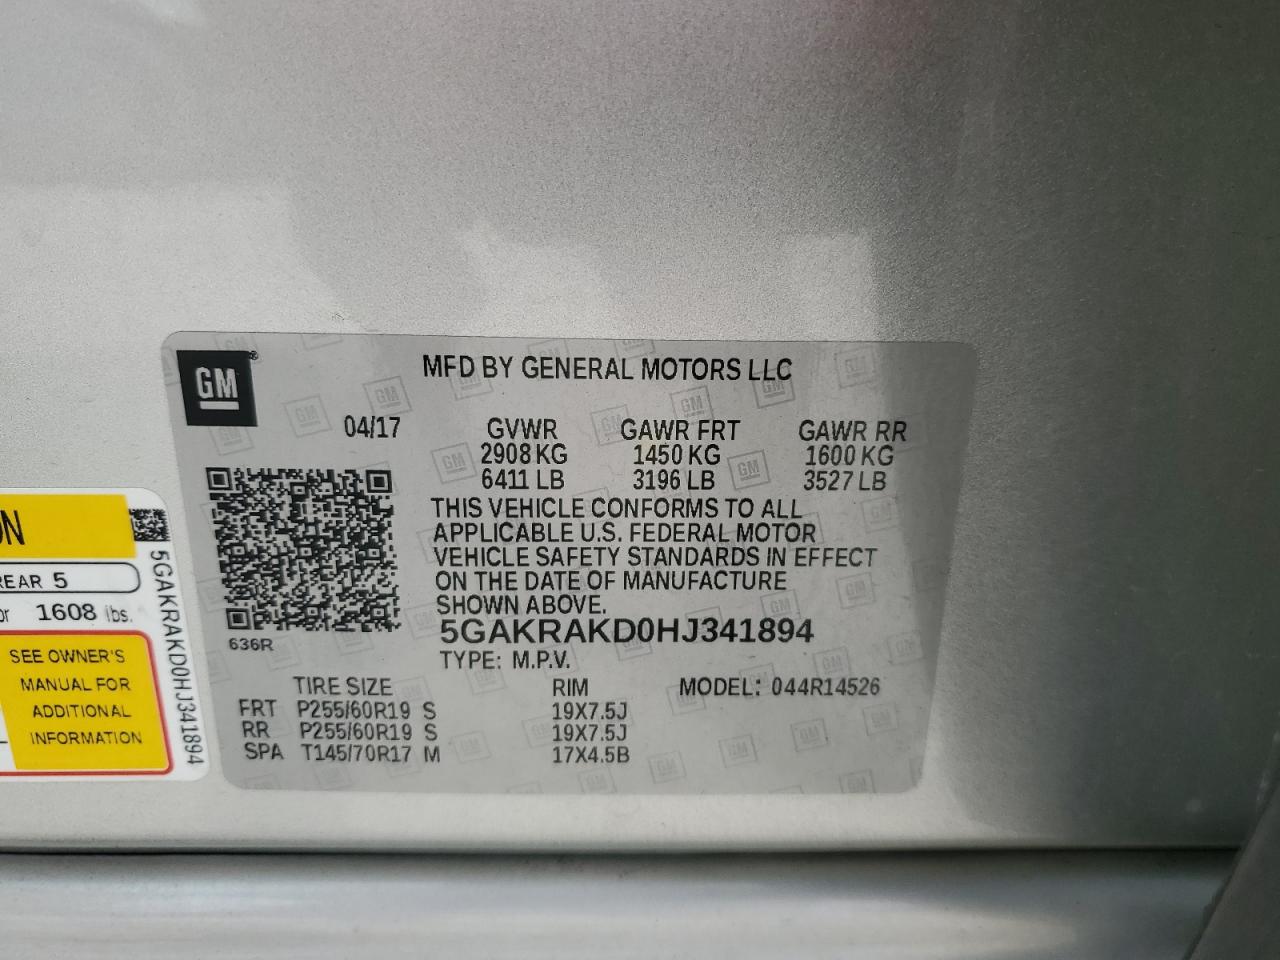 GM
MFD BY GENERAL MOTORS LLC
04/17 GVWR GAWR FRT GAWR RR
2908 KG 1450 KG 1600 KG
6411 LB 3196 LB 3527 LB
THIS VEHICLE CONFORMS TO ALL
APPLICABLE U.S. FEDERAL MOTOR
VEHICLE SAFETY STANDARDS IN EFFECT
ON THE DATE OF MANUFACTURE
SHOWN ABOVE.
636R
5GAKRAKD0HJ341894
TYPE: M.P.V.
TIRE SIZE RIM MODEL: 044R14526
FRT P255/60R19 S 19X7.5J
RR P255/60R19 S 19X7.5J
SPA T145/70R17 M 17X4.5B
REAR 5
1608 lbs.
SEE OWNER'S
MANUAL FOR
ADDITIONAL
INFORMATION
5GAKRAKD0HJ341894